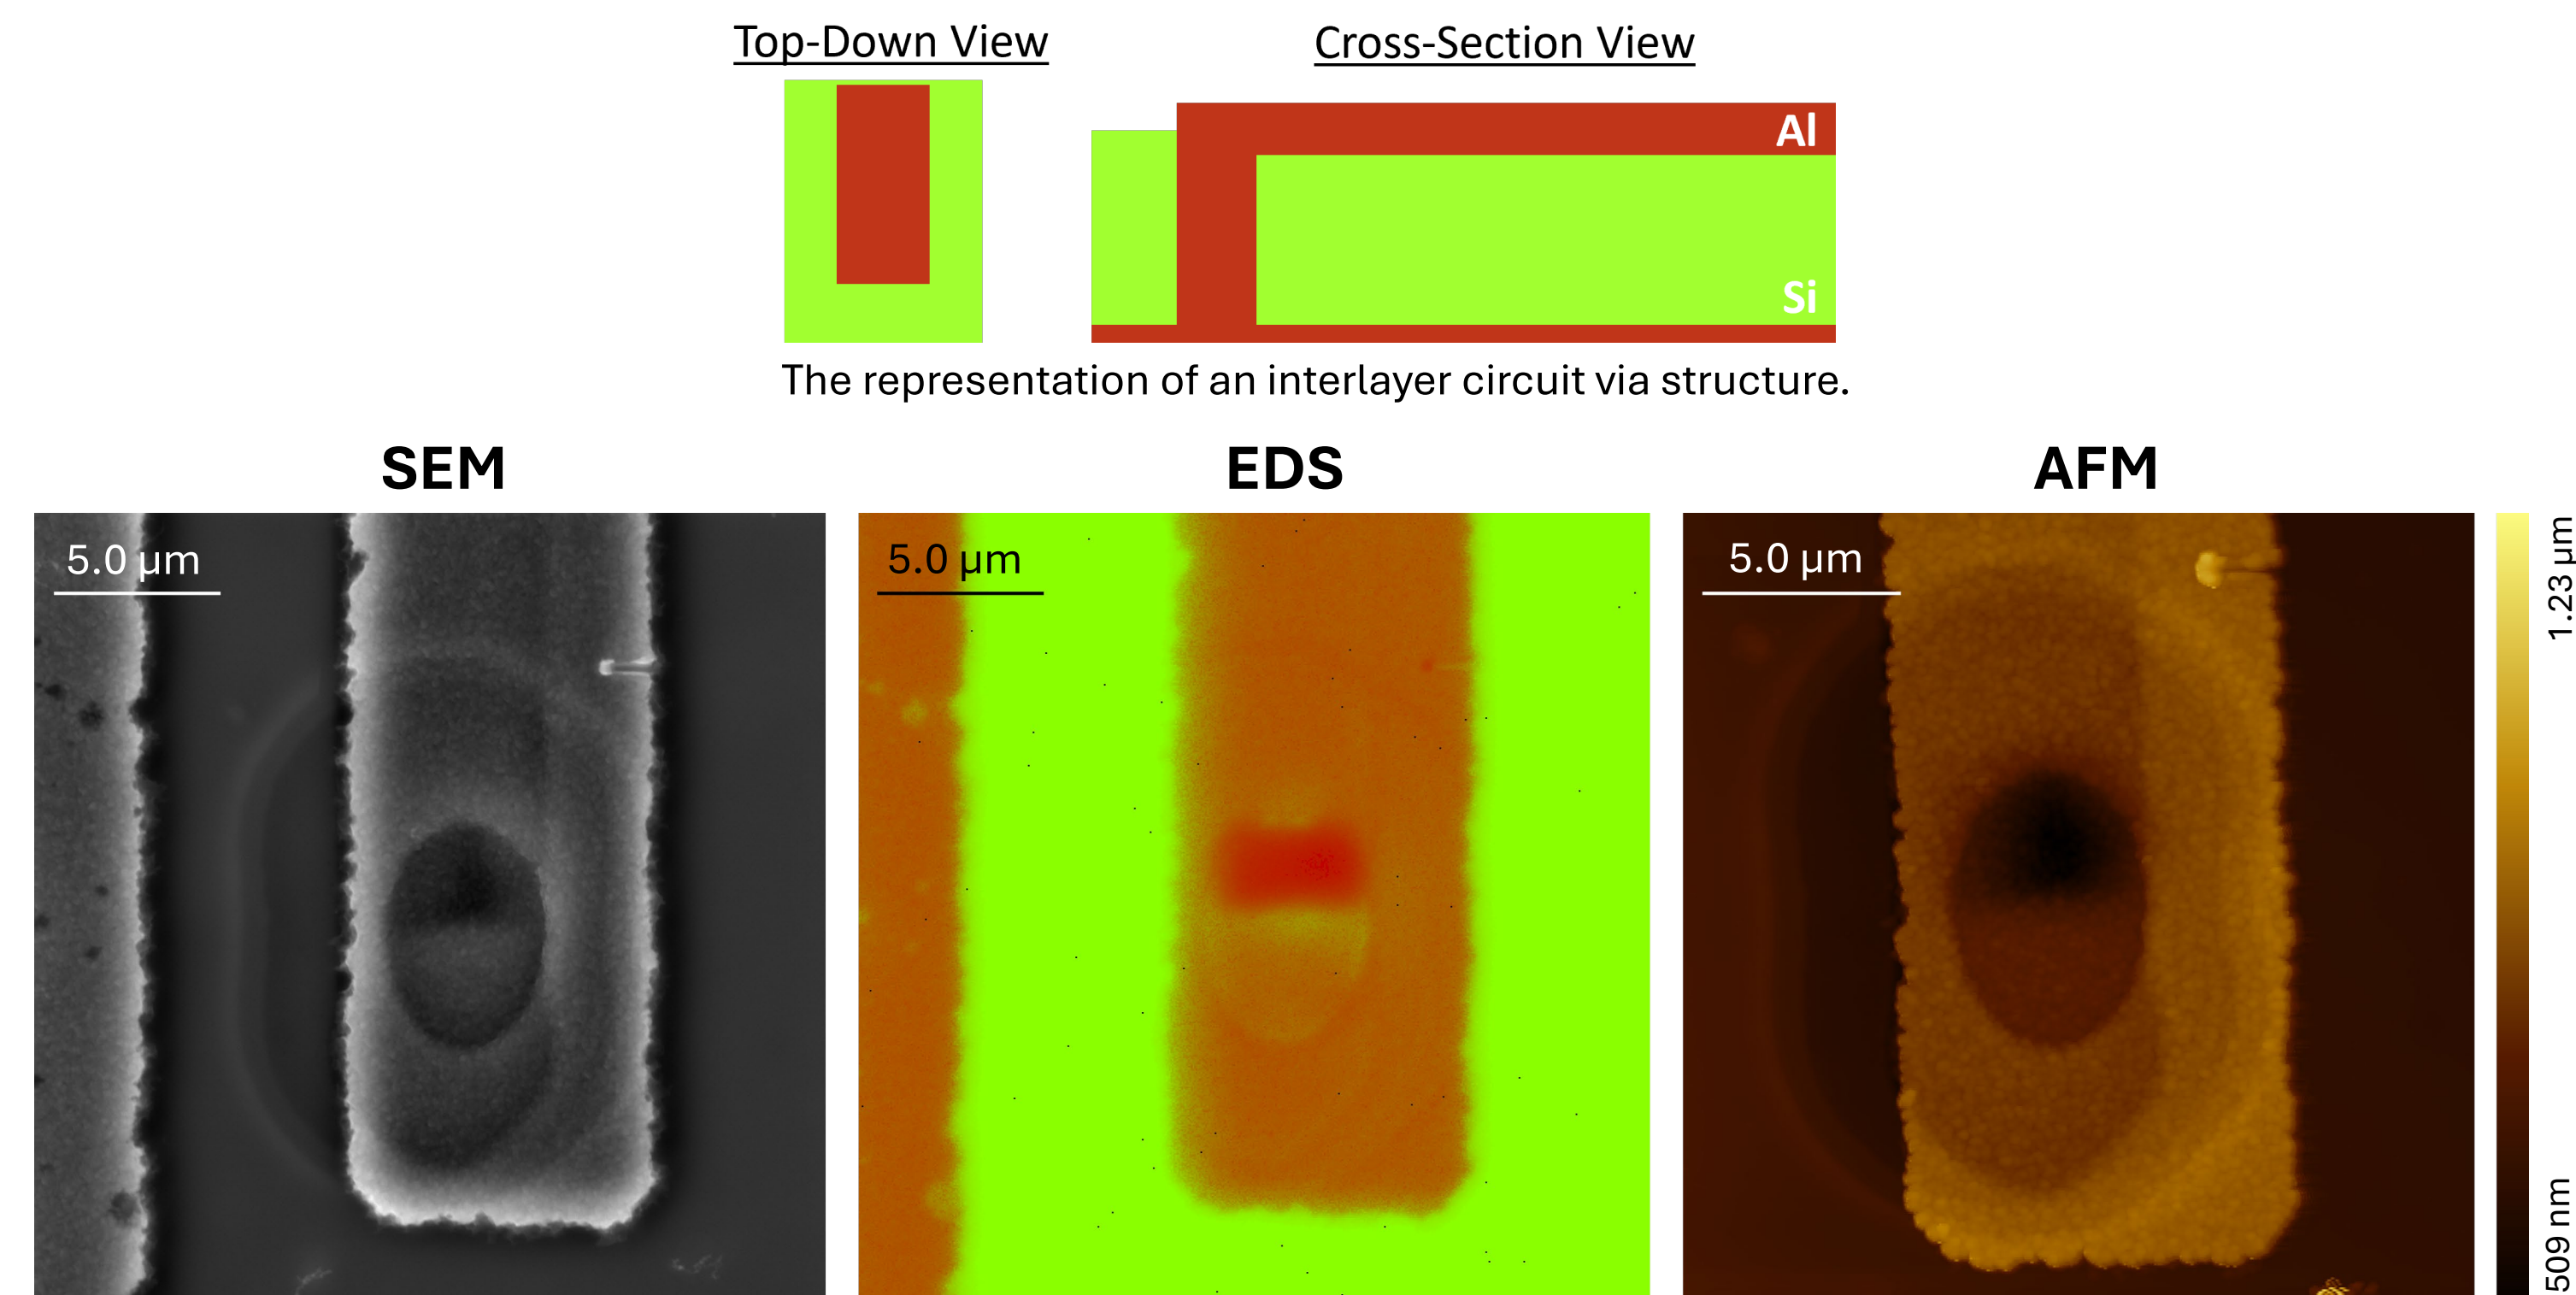 Top-Down View
Cross-Section View
Al
Si
The representation of an interlayer circuit via structure.
SEM
EDS
AFM
5.0 µm
5.0 µm
5.0 µm
1.23 µm
509 nm